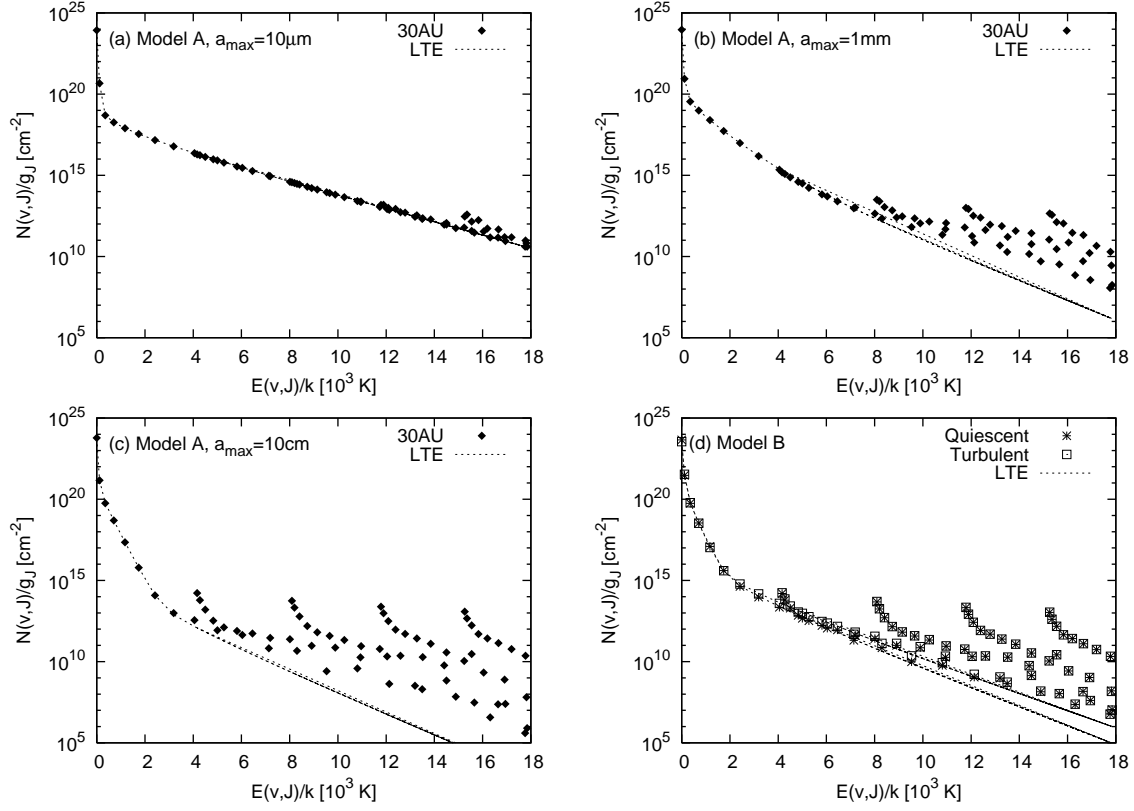 (a) Model A, a_max=10μm
30AU
LTE
N(v,J)/g_J [cm^-2]
10^25
10^20
10^15
10^10
10^5
0 2 4 6 8 10 12 14 16 18
E(v,J)/k [10^3 K]
(b) Model A, a_max=1mm
30AU
LTE
N(v,J)/g_J [cm^-2]
10^25
10^20
10^15
10^10
10^5
0 2 4 6 8 10 12 14 16 18
E(v,J)/k [10^3 K]
(c) Model A, a_max=10cm
30AU
LTE
N(v,J)/g_J [cm^-2]
10^25
10^20
10^15
10^10
10^5
0 2 4 6 8 10 12 14 16 18
E(v,J)/k [10^3 K]
(d) Model B
Quiescent
Turbulent
LTE
N(v,J)/g_J [cm^-2]
10^25
10^20
10^15
10^10
10^5
0 2 4 6 8 10 12 14 16 18
E(v,J)/k [10^3 K]